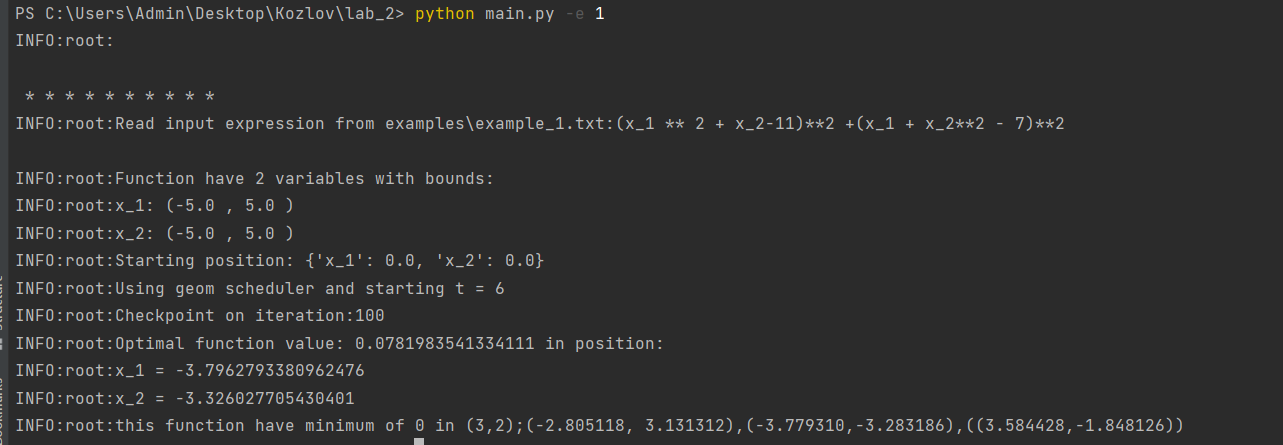 PS C:\Users\Admin\Desktop\Kozlov\lab_2> python main.py -e 1
INFO:root:
* * * * * * * * * *
INFO:root:Read input expression from examples\example_1.txt:(x_1 ** 2 + x_2-11)**2 +(x_1 + x_2**2 - 7)**2
INFO:root:Function have 2 variables with bounds:
INFO:root:x_1: (-5.0 , 5.0 )
INFO:root:x_2: (-5.0 , 5.0 )
INFO:root:Starting position: {'x_1': 0.0, 'x_2': 0.0}
INFO:root:Using geom scheduler and starting t = 6
INFO:root:Checkpoint on iteration:100
INFO:root:Optimal function value: 0.0781983541334111 in position:
INFO:root:x_1 = -3.7962793380962476
INFO:root:x_2 = -3.326027705430401
INFO:root:this function have minimum of 0 in (3,2);(-2.805118, 3.131312),(-3.779310,-3.283186),((3.584428,-1.848126))